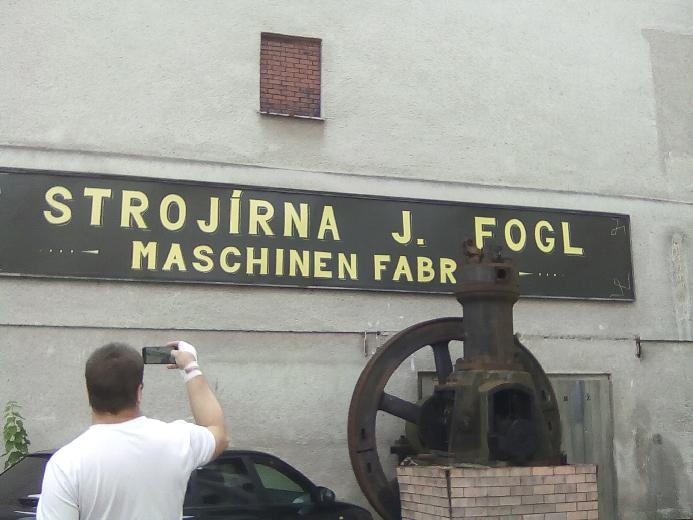 STROJÍRNA J. FOGL
MASCHINEN FABR